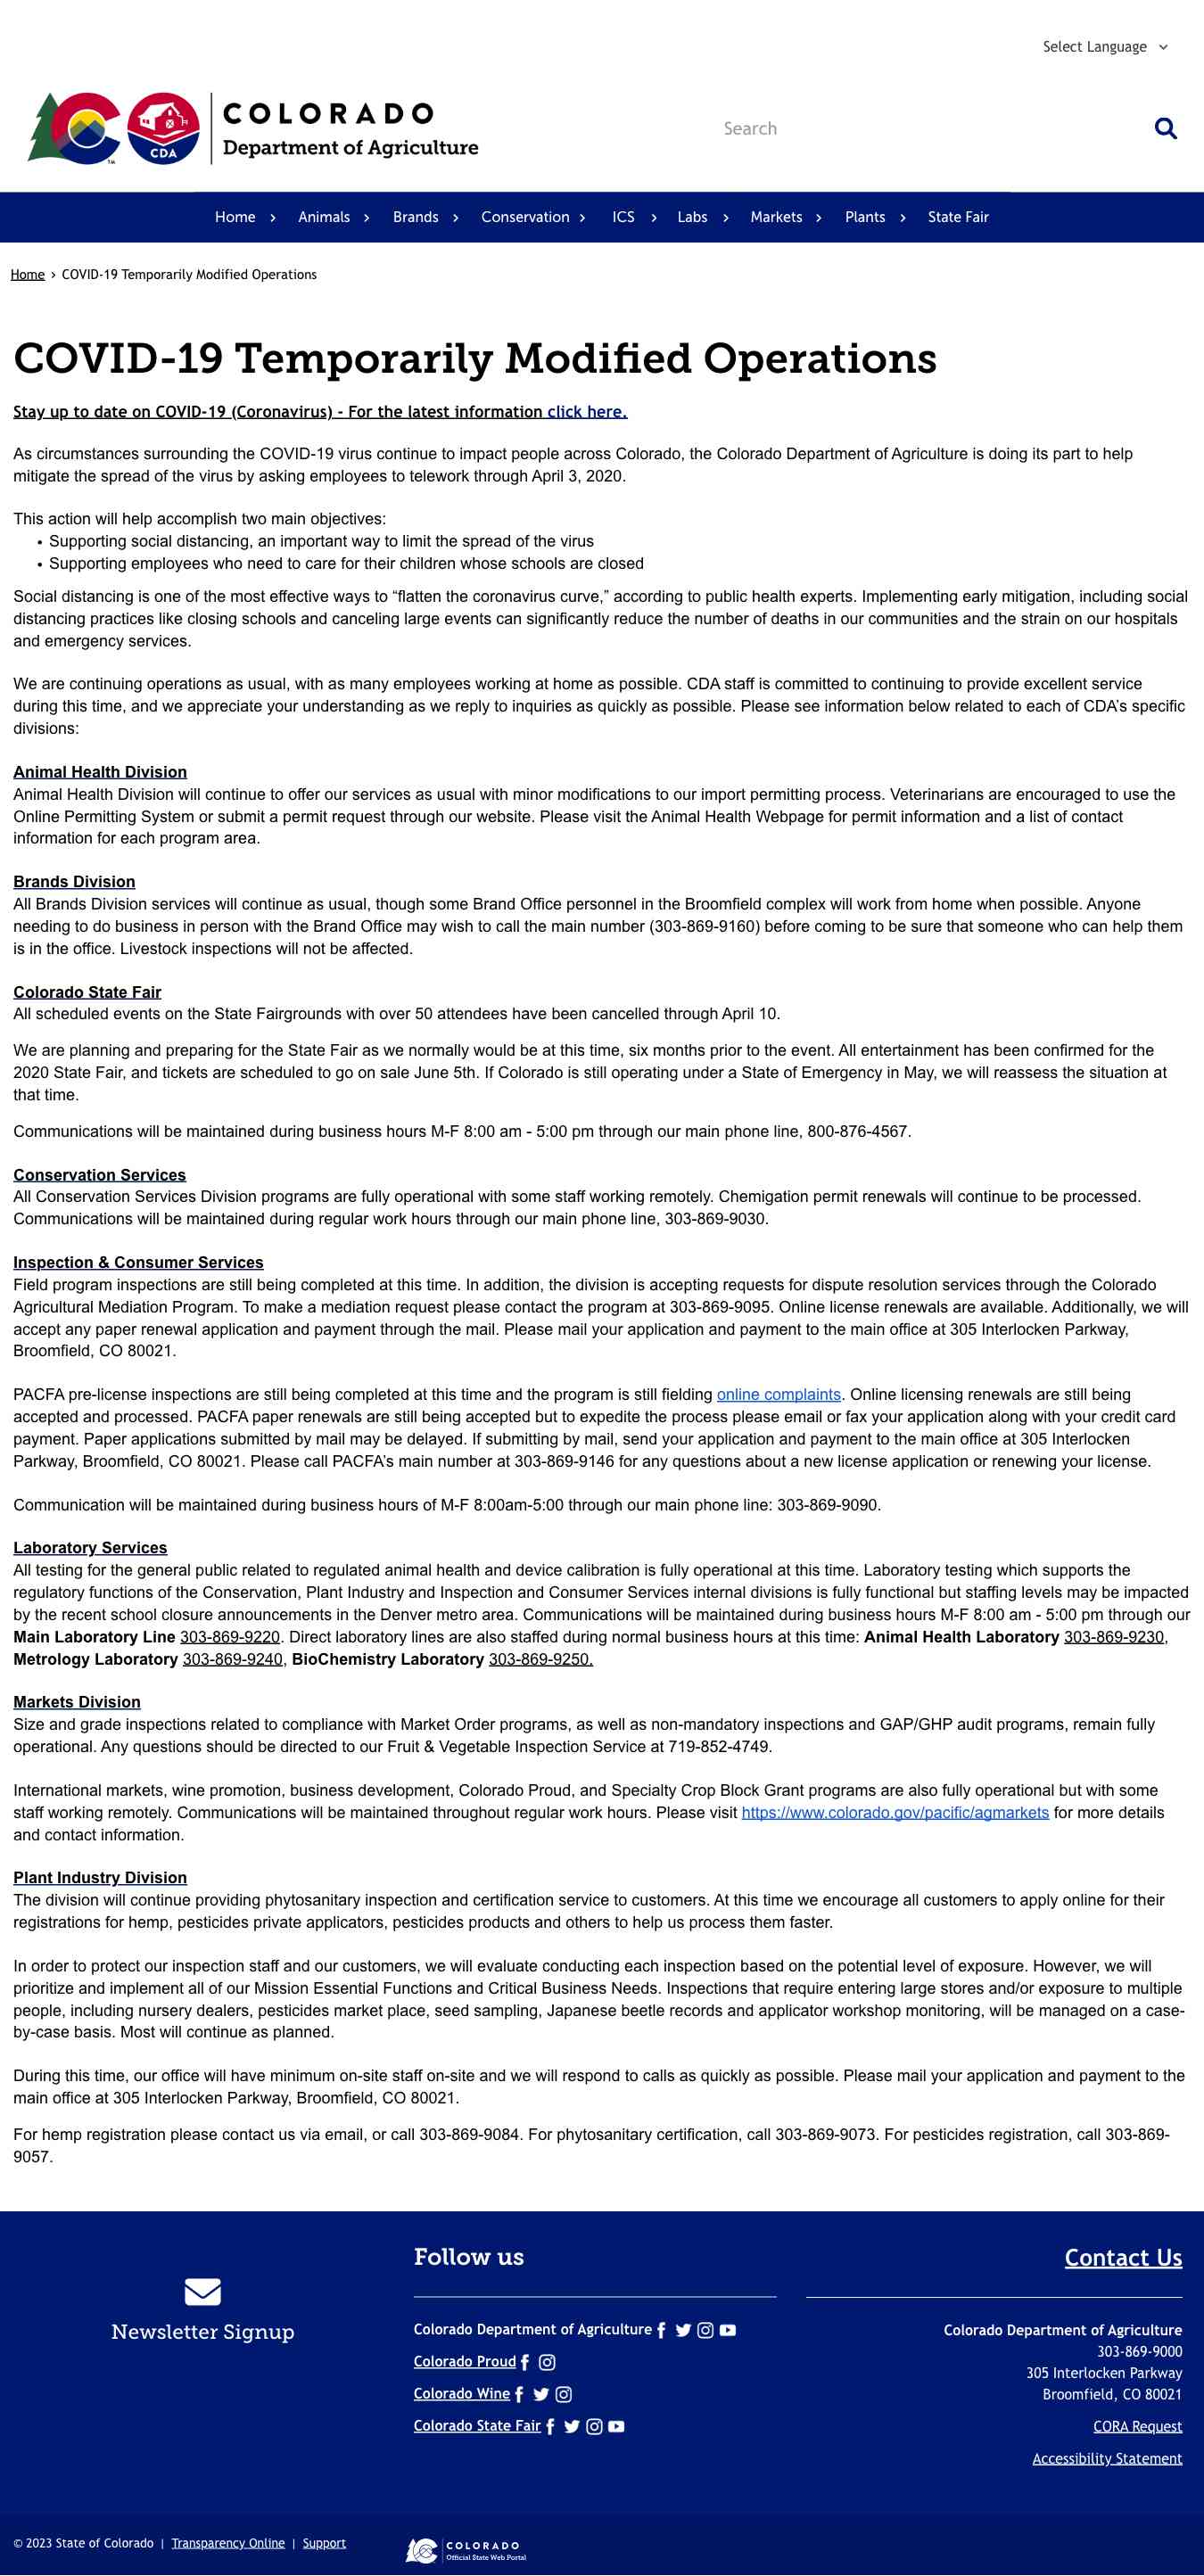 Select Language
COLORADO
Department of Agriculture
CDA
TM
Search
Home
Animals
Brands
Conservation
ICS
Labs
Markets
Plants
State Fair
Home › COVID-19 Temporarily Modified Operations
COVID-19 Temporarily Modified Operations
Stay up to date on COVID-19 (Coronavirus) - For the latest information click here.
As circumstances surrounding the COVID-19 virus continue to impact people across Colorado, the Colorado Department of Agriculture is doing its part to help
mitigate the spread of the virus by asking employees to telework through April 3, 2020.
This action will help accomplish two main objectives:
• Supporting social distancing, an important way to limit the spread of the virus
• Supporting employees who need to care for their children whose schools are closed
Social distancing is one of the most effective ways to “flatten the coronavirus curve,” according to public health experts. Implementing early mitigation, including social
distancing practices like closing schools and canceling large events can significantly reduce the number of deaths in our communities and the strain on our hospitals
and emergency services.
We are continuing operations as usual, with as many employees working at home as possible. CDA staff is committed to continuing to provide excellent service
during this time, and we appreciate your understanding as we reply to inquiries as quickly as possible. Please see information below related to each of CDA’s specific
divisions:
Animal Health Division
Animal Health Division will continue to offer our services as usual with minor modifications to our import permitting process. Veterinarians are encouraged to use the
Online Permitting System or submit a permit request through our website. Please visit the Animal Health Webpage for permit information and a list of contact
information for each program area.
Brands Division
All Brands Division services will continue as usual, though some Brand Office personnel in the Broomfield complex will work from home when possible. Anyone
needing to do business in person with the Brand Office may wish to call the main number (303-869-9160) before coming to be sure that someone who can help them
is in the office. Livestock inspections will not be affected.
Colorado State Fair
All scheduled events on the State Fairgrounds with over 50 attendees have been cancelled through April 10.
We are planning and preparing for the State Fair as we normally would be at this time, six months prior to the event. All entertainment has been confirmed for the
2020 State Fair, and tickets are scheduled to go on sale June 5th. If Colorado is still operating under a State of Emergency in May, we will reassess the situation at
that time.
Communications will be maintained during business hours M-F 8:00 am - 5:00 pm through our main phone line, 800-876-4567.
Conservation Services
All Conservation Services Division programs are fully operational with some staff working remotely. Chemigation permit renewals will continue to be processed.
Communications will be maintained during regular work hours through our main phone line, 303-869-9030.
Inspection & Consumer Services
Field program inspections are still being completed at this time. In addition, the division is accepting requests for dispute resolution services through the Colorado
Agricultural Mediation Program. To make a mediation request please contact the program at 303-869-9095. Online license renewals are available. Additionally, we will
accept any paper renewal application and payment through the mail. Please mail your application and payment to the main office at 305 Interlocken Parkway,
Broomfield, CO 80021.
PACFA pre-license inspections are still being completed at this time and the program is still fielding online complaints. Online licensing renewals are still being
accepted and processed. PACFA paper renewals are still being accepted but to expedite the process please email or fax your application along with your credit card
payment. Paper applications submitted by mail may be delayed. If submitting by mail, send your application and payment to the main office at 305 Interlocken
Parkway, Broomfield, CO 80021. Please call PACFA’s main number at 303-869-9146 for any questions about a new license application or renewing your license.
Communication will be maintained during business hours of M-F 8:00am-5:00 through our main phone line: 303-869-9090.
Laboratory Services
All testing for the general public related to regulated animal health and device calibration is fully operational at this time. Laboratory testing which supports the
regulatory functions of the Conservation, Plant Industry and Inspection and Consumer Services internal divisions is fully functional but staffing levels may be impacted
by the recent school closure announcements in the Denver metro area. Communications will be maintained during business hours M-F 8:00 am - 5:00 pm through our
Main Laboratory Line 303-869-9220. Direct laboratory lines are also staffed during normal business hours at this time: Animal Health Laboratory 303-869-9230,
Metrology Laboratory 303-869-9240, BioChemistry Laboratory 303-869-9250.
Markets Division
Size and grade inspections related to compliance with Market Order programs, as well as non-mandatory inspections and GAP/GHP audit programs, remain fully
operational. Any questions should be directed to our Fruit & Vegetable Inspection Service at 719-852-4749.
International markets, wine promotion, business development, Colorado Proud, and Specialty Crop Block Grant programs are also fully operational but with some
staff working remotely. Communications will be maintained throughout regular work hours. Please visit https://www.colorado.gov/pacific/agmarkets for more details
and contact information.
Plant Industry Division
The division will continue providing phytosanitary inspection and certification service to customers. At this time we encourage all customers to apply online for their
registrations for hemp, pesticides private applicators, pesticides products and others to help us process them faster.
In order to protect our inspection staff and our customers, we will evaluate conducting each inspection based on the potential level of exposure. However, we will
prioritize and implement all of our Mission Essential Functions and Critical Business Needs. Inspections that require entering large stores and/or exposure to multiple
people, including nursery dealers, pesticides market place, seed sampling, Japanese beetle records and applicator workshop monitoring, will be managed on a case-
by-case basis. Most will continue as planned.
During this time, our office will have minimum on-site staff on-site and we will respond to calls as quickly as possible. Please mail your application and payment to the
main office at 305 Interlocken Parkway, Broomfield, CO 80021.
For hemp registration please contact us via email, or call 303-869-9084. For phytosanitary certification, call 303-869-9073. For pesticides registration, call 303-869-
9057.
Newsletter Signup
Follow us
Colorado Department of Agriculture
Colorado Proud
Colorado Wine
Colorado State Fair
Contact Us
Colorado Department of Agriculture
303-869-9000
305 Interlocken Parkway
Broomfield, CO 80021
CORA Request
Accessibility Statement
© 2023 State of Colorado | Transparency Online | Support
COLORADO
Official State Web Portal